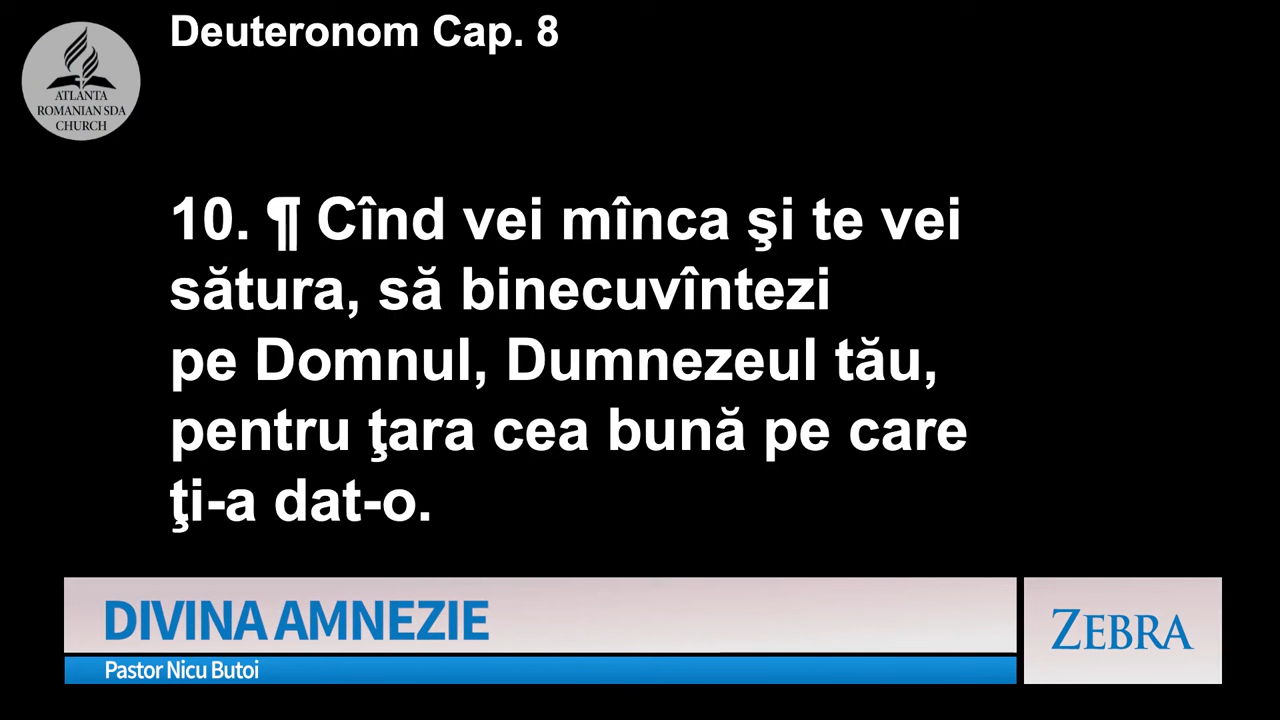 Deuteronom Cap. 8
ATLANTA
ROMANIAN SDA
CHURCH
10. ¶ Cînd vei mînca şi te vei
sătura, să binecuvîntezi
pe Domnul, Dumnezeul tău,
pentru ţara cea bună pe care
ţi-a dat-o.
DIVINA AMNEZIE
Pastor Nicu Butoi
ZEBRA